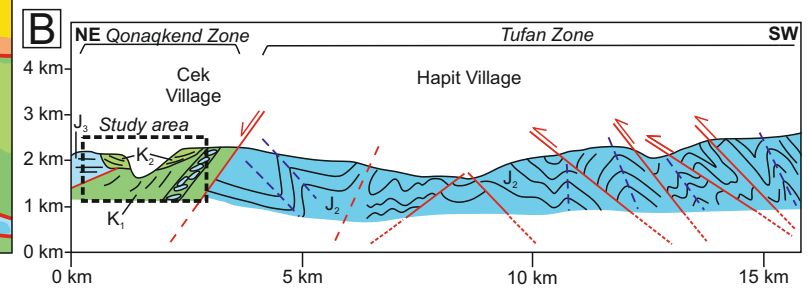 B
NE Qonaqkend Zone Tufan Zone SW
4 km
Cek
Village
Hapit Village
3 km
J3 Study area
K2
2 km
J2
J2
1 km
K1
0 km
0 km 5 km 10 km 15 km